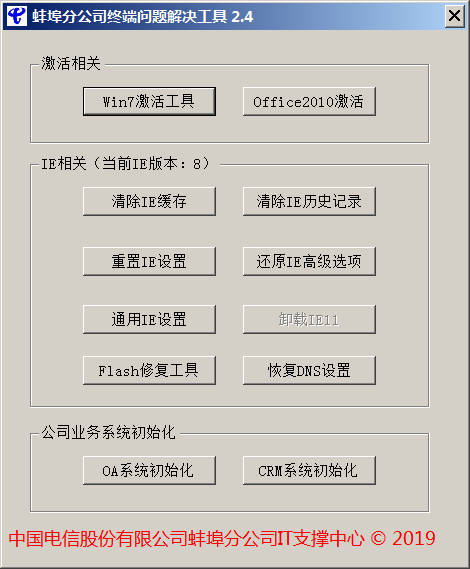 蚌埠分公司终端问题解决工具 2.4
激活相关
Win7激活工具 Office2010激活
IE相关（当前IE版本：8）
清除IE缓存 清除IE历史记录
重置IE设置 还原IE高级选项
通用IE设置 卸载IE11
Flash修复工具 恢复DNS设置
公司业务系统初始化
OA系统初始化 CRM系统初始化
中国电信股份有限公司蚌埠分公司IT支撑中心 © 2019